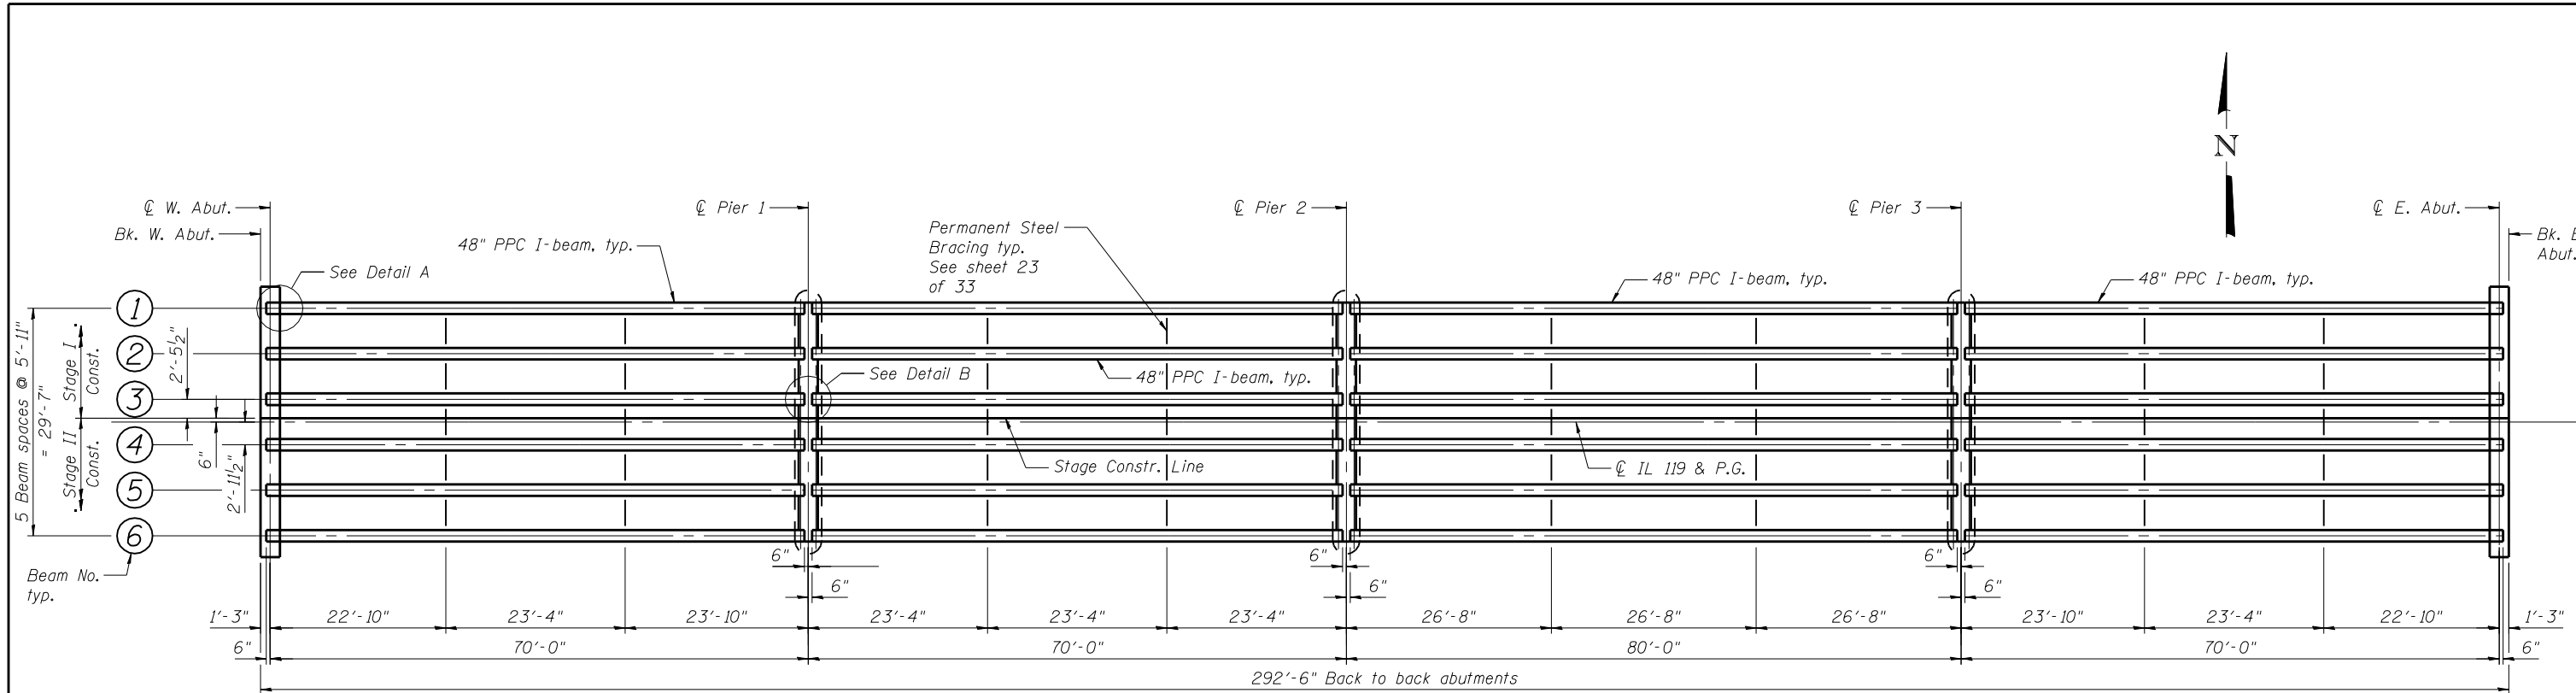 N
℄ W. Abut.
Bk. W. Abut.
℄ Pier 1
℄ Pier 2
℄ Pier 3
℄ E. Abut.
Bk. E
Abut.
48" PPC I-beam, typ.
See Detail A
Permanent Steel
Bracing typ.
See sheet 23
of 33
48" PPC I-beam, typ.
48" PPC I-beam, typ.
48" PPC I-beam, typ.
See Detail B
Stage Constr. Line
℄ IL 119 & P.G.
1
2
3
4
5
6
5 Beam spaces @ 5'-11"
= 29'-7"
Stage I
Const.
Stage II
Const.
2'-5½"
6"
2'-11½"
Beam No.
typ.
6"
6"
6"
6"
6"
6"
1'-3"
22'-10"
23'-4"
23'-10"
23'-4"
23'-4"
23'-4"
26'-8"
26'-8"
26'-8"
23'-10"
23'-4"
22'-10"
1'-3"
6"
70'-0"
70'-0"
80'-0"
70'-0"
6"
292'-6" Back to back abutments